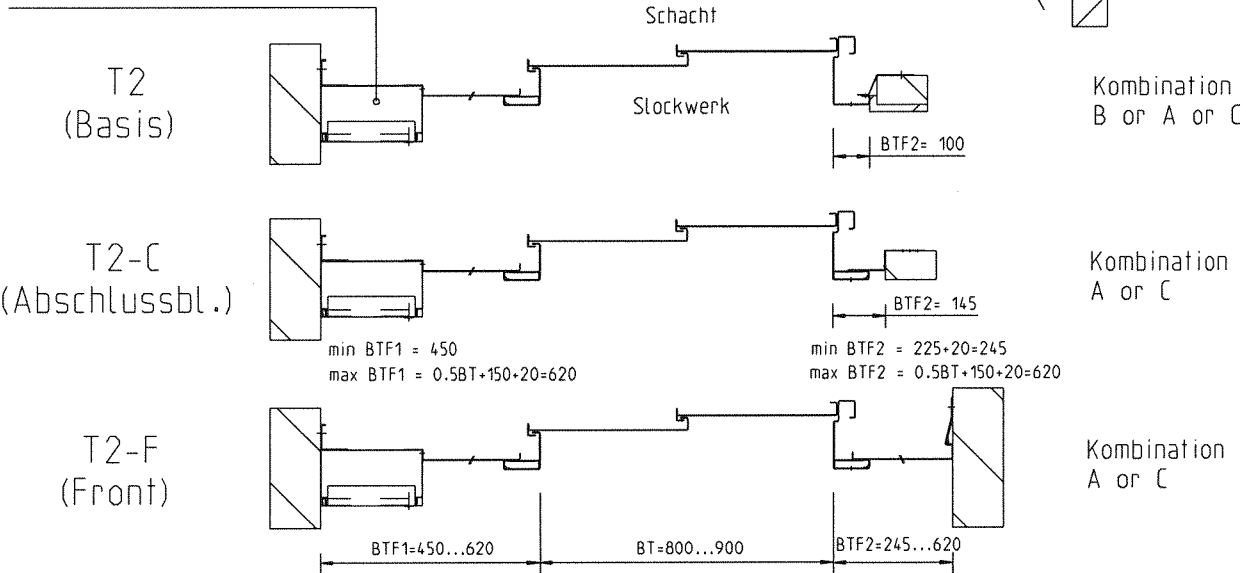 Schacht
T2
(Basis)
Stockwerk
Kombination
B or A or C
BTF2= 100
T2-C
(Abschlussbl.)
Kombination
A or C
BTF2= 145
min BTF1 = 450
max BTF1 = 0.5BT+150+20=620
min BTF2 = 225+20=245
max BTF2 = 0.5BT+150+20=620
T2-F
(Front)
Kombination
A or C
BTF1=450...620
BT=800...900
BTF2=245...620